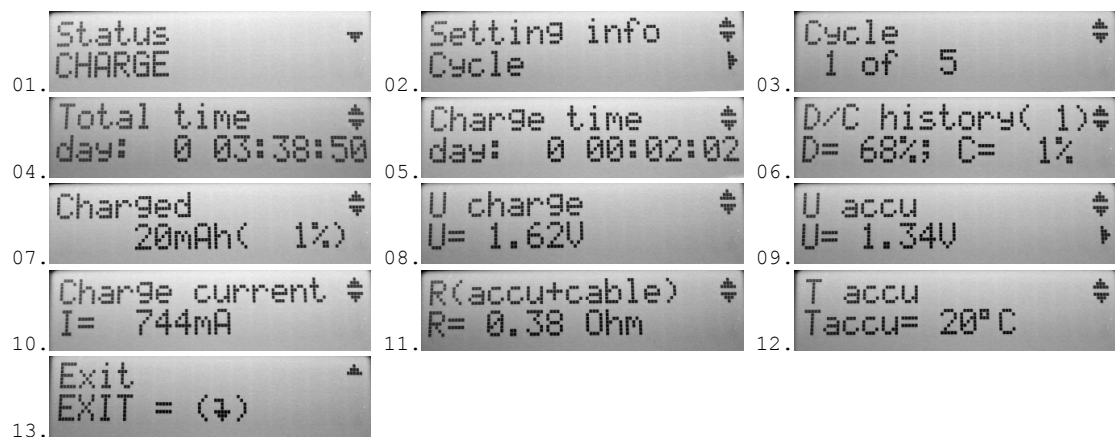 01. Status
CHARGE
02. Setting info
Cycle
03. Cycle
1 of 5
04. Total time
day: 0 03:38:50
05. Charge time
day: 0 00:02:02
06. D/C history( 1)
D= 68%; C= 1%
07. Charged
20mAh( 1%)
08. U charge
U= 1.62V
09. U accu
U= 1.34V
10. Charge current
I= 744mA
11. R(accu+cable)
R= 0.38 Ohm
12. T accu
Taccu= 20°C
13. Exit
EXIT = (↴)